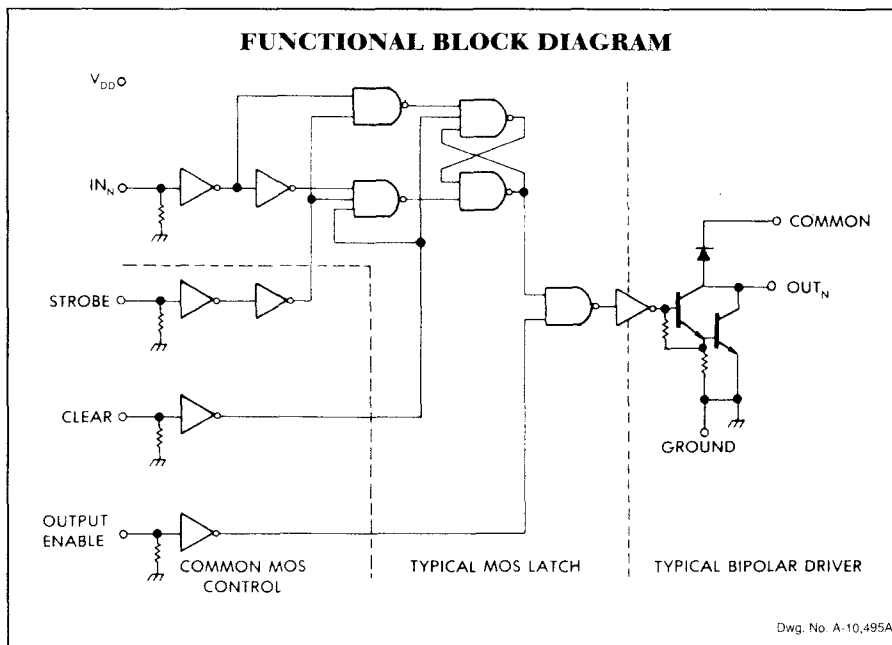 FUNCTIONAL BLOCK DIAGRAM
VDD
INN
STROBE
CLEAR
OUTPUT
ENABLE
COMMON MOS
CONTROL
TYPICAL MOS LATCH
TYPICAL BIPOLAR DRIVER
COMMON
OUTN
GROUND
Dwg. No. A-10,495A